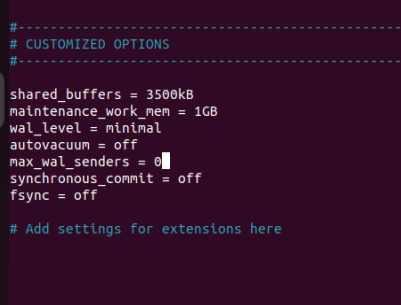 #------------------------------------------------
# CUSTOMIZED OPTIONS
#------------------------------------------------
shared_buffers = 3500kB
maintenance_work_mem = 1GB
wal_level = minimal
autovacuum = off
max_wal_senders = 0
synchronous_commit = off
fsync = off
# Add settings for extensions here